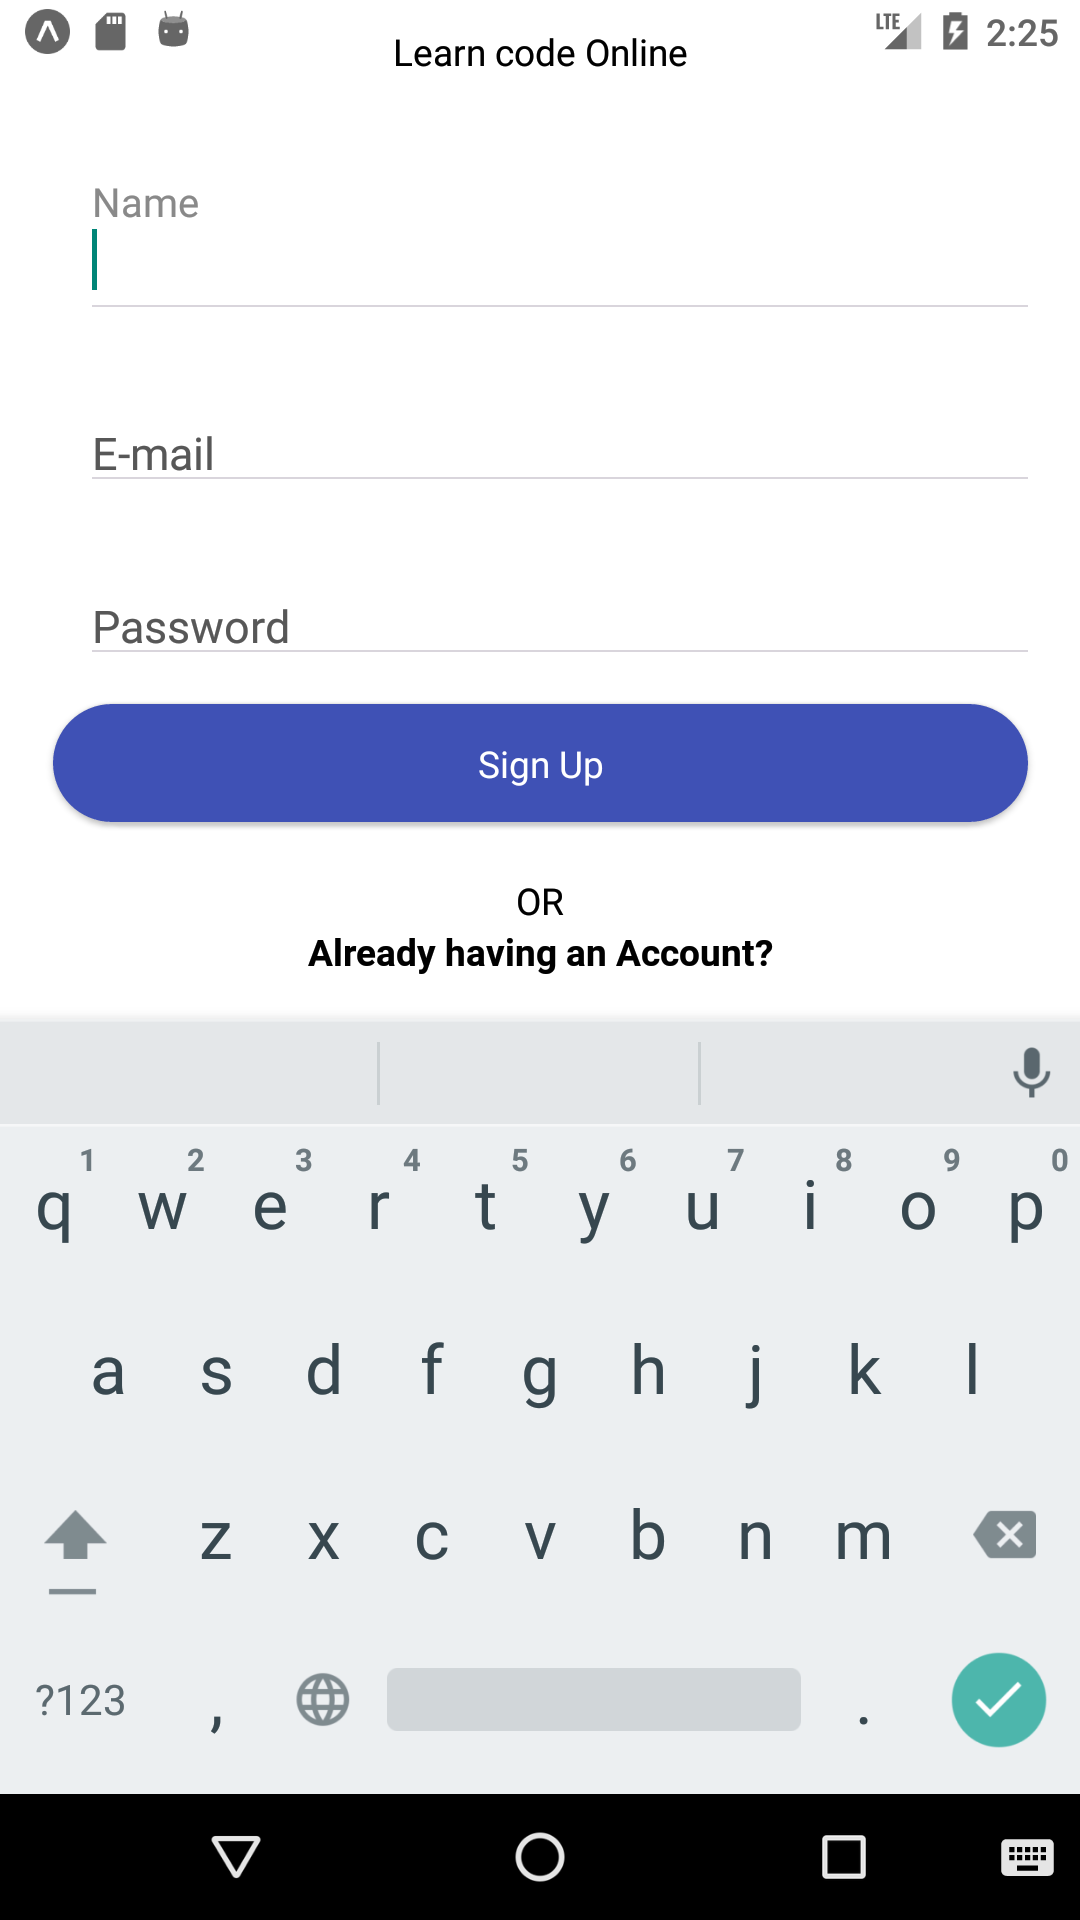 LTE 2:25
Learn code Online
Name
E-mail
Password
Sign Up
OR
Already having an Account?
1 2 3 4 5 6 7 8 9 0
q w e r t y u i o p
a s d f g h j k l
z x c v b n m
?123 , .